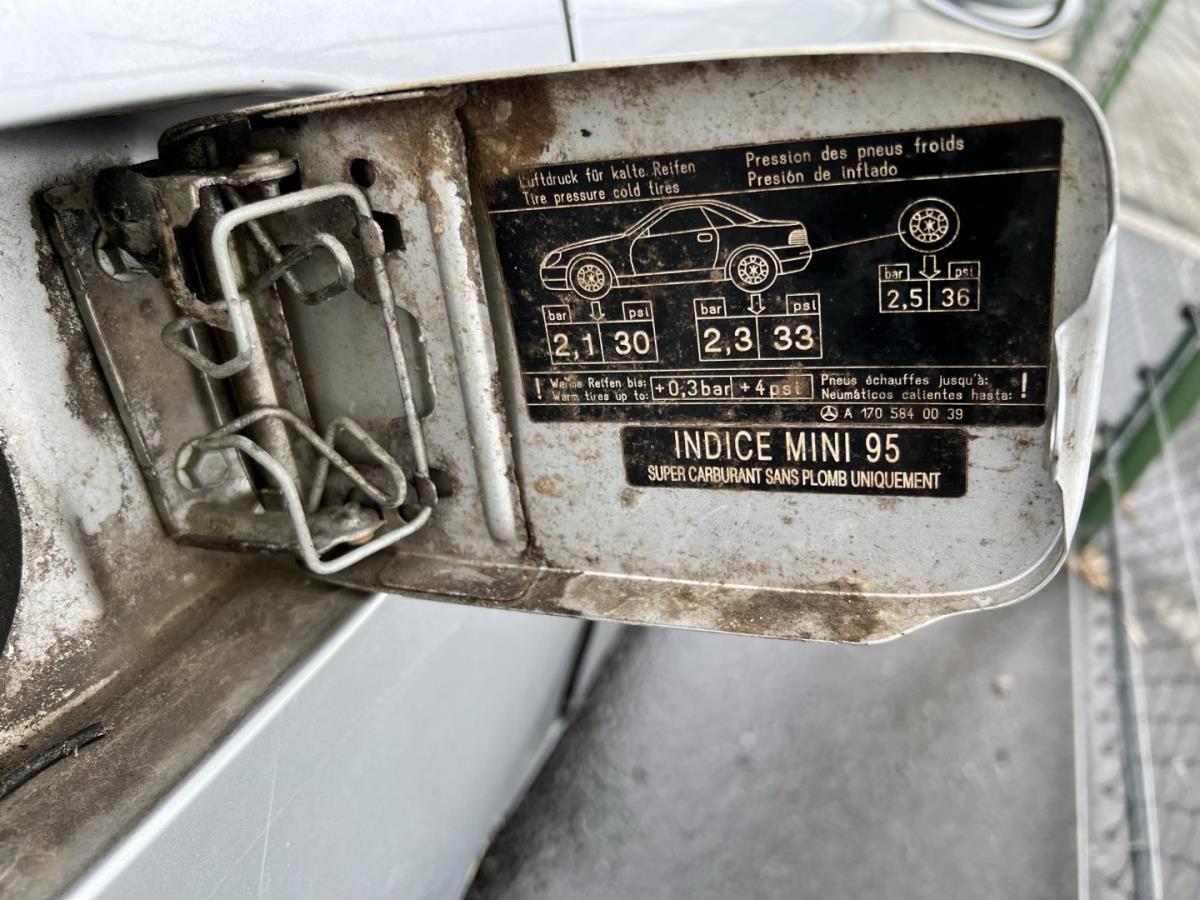 Luftdruck für kalte Reifen
Tire pressure cold tires
Pression des pneus froids
Presión de inflado
bar psi
2,1 30
bar psi
2,3 33
bar psi
2,5 36
! Warme Reifen bis:
Warm tires up to:
+0,3bar +4psi
Pneus échauffes jusqu'à: !
Neumáticos calientes hasta:
A 170 584 00 39
INDICE MINI 95
SUPER CARBURANT SANS PLOMB UNIQUEMENT